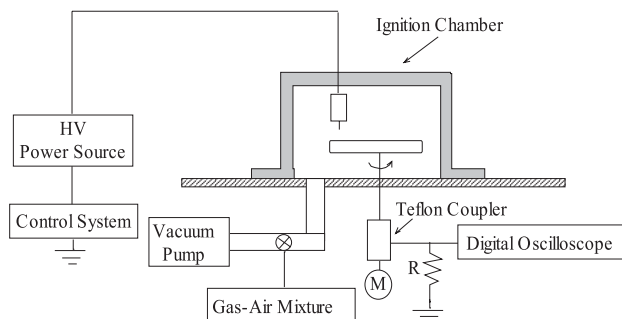 Ignition Chamber
HV
Power Source
Control System
Vacuum
Pump
Teflon Coupler
Digital Oscilloscope
R
M
Gas-Air Mixture